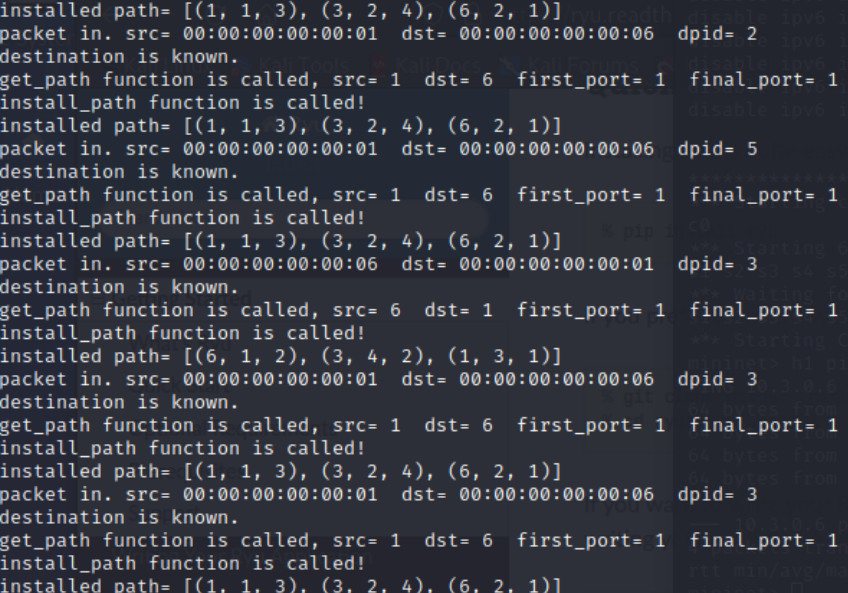 installed path= [(1, 1, 3), (3, 2, 4), (6, 2, 1)]
packet in. src= 00:00:00:00:00:01  dst= 00:00:00:00:00:06  dpid= 2
destination is known.
get_path function is called, src= 1  dst= 6  first_port= 1  final_port= 1
install_path function is called!
installed path= [(1, 1, 3), (3, 2, 4), (6, 2, 1)]
packet in. src= 00:00:00:00:00:01  dst= 00:00:00:00:00:06  dpid= 5
destination is known.
get_path function is called, src= 1  dst= 6  first_port= 1  final_port= 1
install_path function is called!
installed path= [(1, 1, 3), (3, 2, 4), (6, 2, 1)]
packet in. src= 00:00:00:00:00:06  dst= 00:00:00:00:00:01  dpid= 3
destination is known.
get_path function is called, src= 6  dst= 1  first_port= 1  final_port= 1
install_path function is called!
installed path= [(6, 1, 2), (3, 4, 2), (1, 3, 1)]
packet in. src= 00:00:00:00:00:01  dst= 00:00:00:00:00:06  dpid= 3
destination is known.
get_path function is called, src= 1  dst= 6  first_port= 1  final_port= 1
install_path function is called!
installed path= [(1, 1, 3), (3, 2, 4), (6, 2, 1)]
packet in. src= 00:00:00:00:00:01  dst= 00:00:00:00:00:06  dpid= 3
destination is known.
get_path function is called, src= 1  dst= 6  first_port= 1  final_port= 1
install_path function is called!
installed path= [(1, 1, 3), (3, 2, 4), (6, 2, 1)]